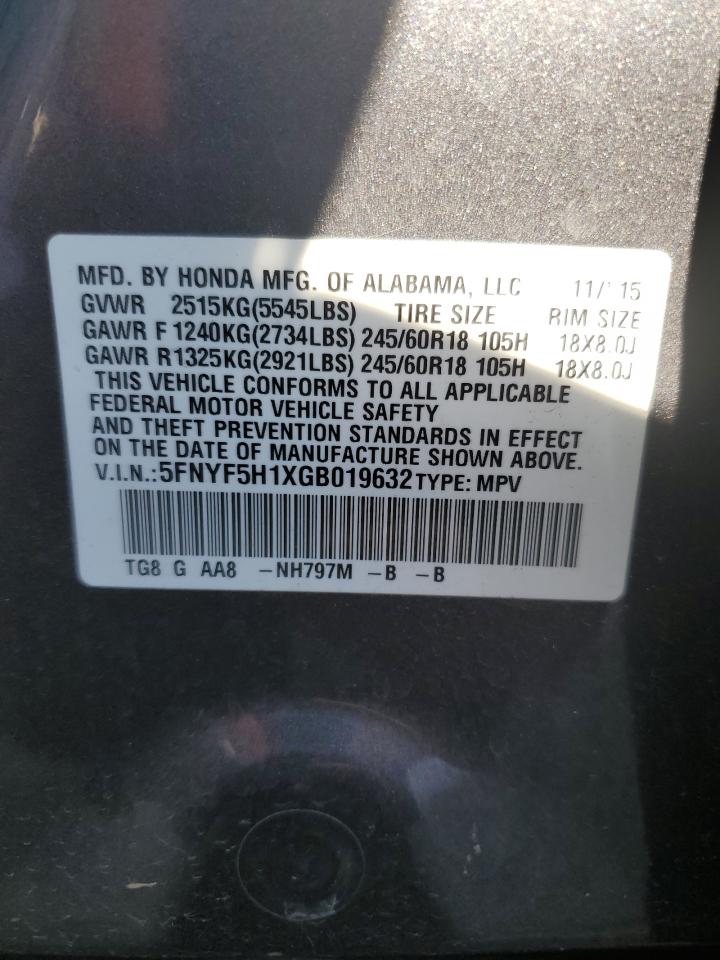 MFD. BY HONDA MFG. OF ALABAMA, LLC 11/15
GVWR 2515KG(5545LBS) TIRE SIZE RIM SIZE
GAWR F 1240KG(2734LBS) 245/60R18 105H 18X8.0J
GAWR R1325KG(2921LBS) 245/60R18 105H 18X8.0J
THIS VEHICLE CONFORMS TO ALL APPLICABLE
FEDERAL MOTOR VEHICLE SAFETY
AND THEFT PREVENTION STANDARDS IN EFFECT
ON THE DATE OF MANUFACTURE SHOWN ABOVE.
V.I.N.:5FNYF5H1XGB019632 TYPE: MPV
TG8 G AA8 -NH797M -B -B